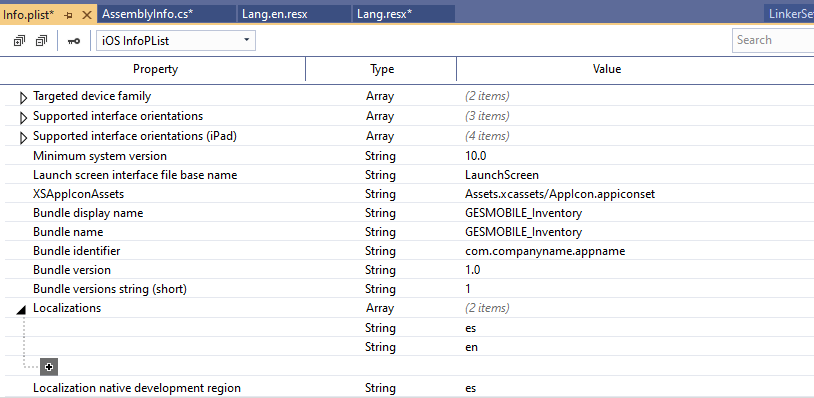 Info.plist* AssemblyInfo.cs* Lang.en.resx Lang.resx* LinkerSe
iOS InfoPList Search
Property Type Value
Targeted device family Array (2 items)
Supported interface orientations Array (3 items)
Supported interface orientations (iPad) Array (4 items)
Minimum system version String 10.0
Launch screen interface file base name String LaunchScreen
XSAppIconAssets String Assets.xcassets/AppIcon.appiconset
Bundle display name String GESMOBILE_Inventory
Bundle name String GESMOBILE_Inventory
Bundle identifier String com.companyname.appname
Bundle version String 1.0
Bundle versions string (short) String 1
Localizations Array (2 items)
String es
String en
Localization native development region String es